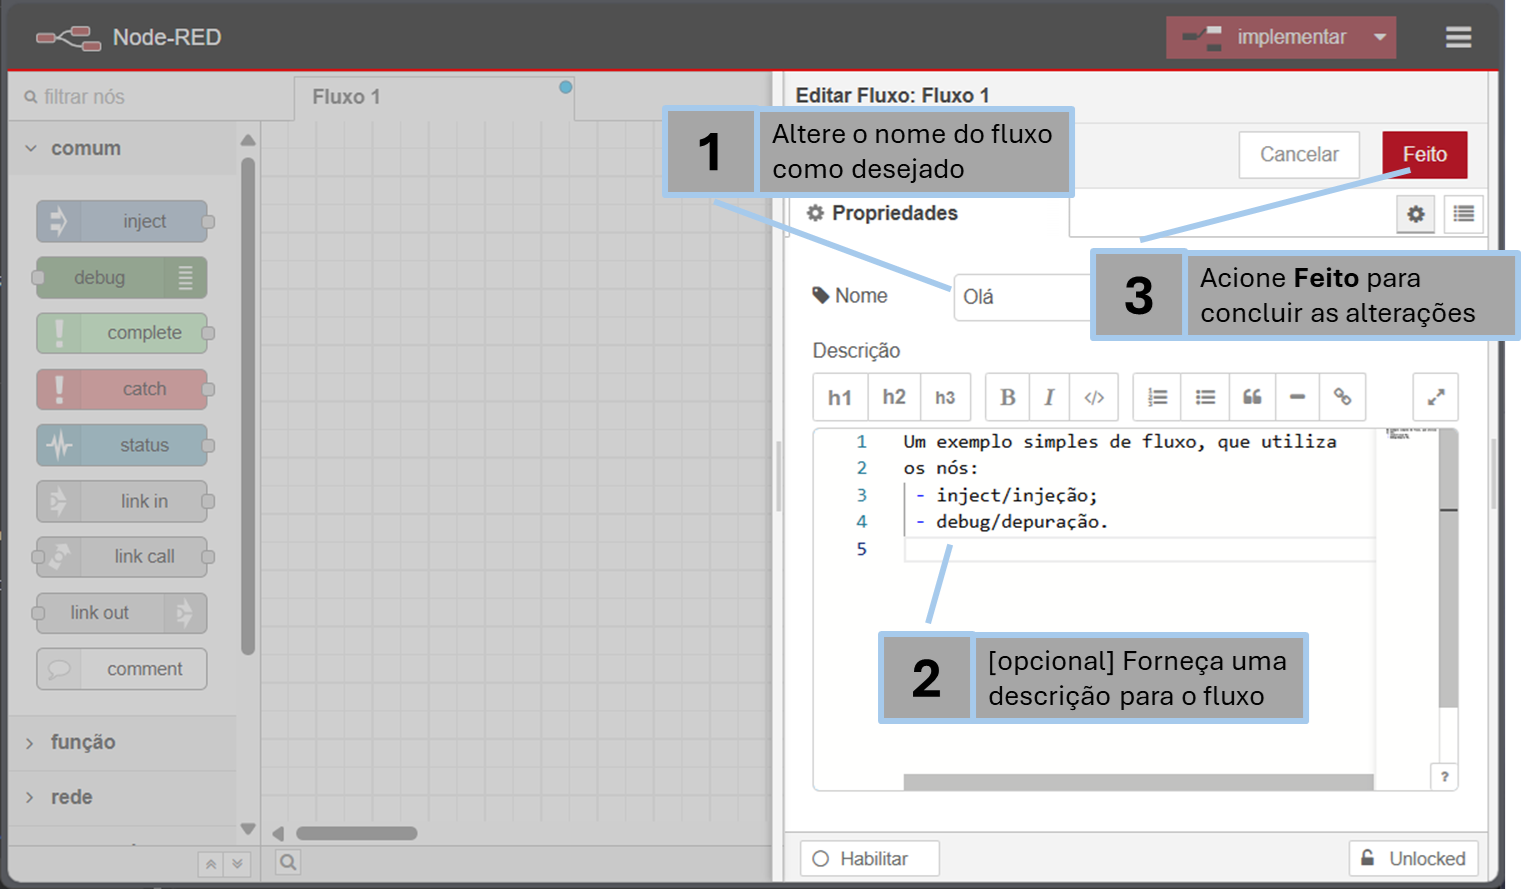 Node-RED
implementar
filtrar nós
Fluxo 1
Editar Fluxo: Fluxo 1
1
Altere o nome do fluxo
como desejado
Cancelar
Feito
comum
Propriedades
inject
debug
complete
catch
status
link in
link call
link out
comment
função
rede
Nome
Olá
3
Acione Feito para
concluir as alterações
Descrição
h1 h2 h3 B I </>
1 Um exemplo simples de fluxo, que utiliza
2 os nós:
3 - inject/injeção;
4 - debug/depuração.
5
2
[opcional] Forneça uma
descrição para o fluxo
?
Habilitar
Unlocked